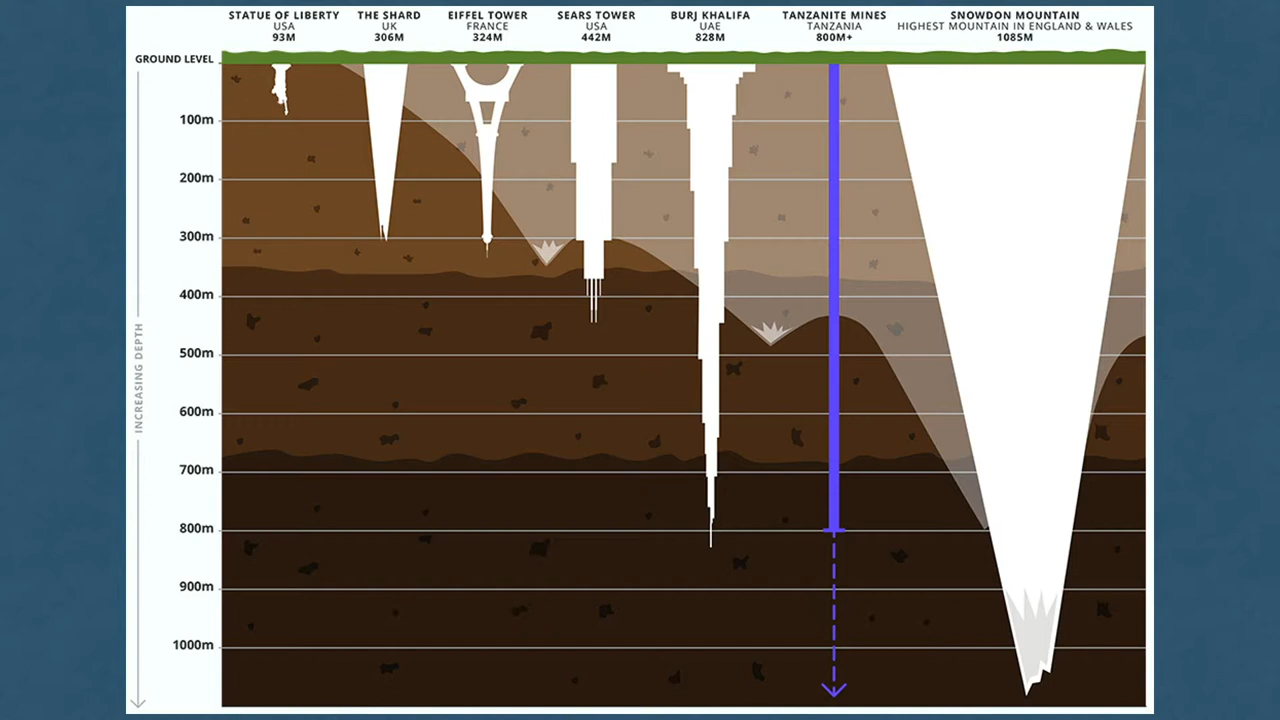 STATUE OF LIBERTY
USA
93M
THE SHARD
UK
306M
EIFFEL TOWER
FRANCE
324M
SEARS TOWER
USA
442M
BURJ KHALIFA
UAE
828M
TANZANITE MINES
TANZANIA
800M+
SNOWDON MOUNTAIN
HIGHEST MOUNTAIN IN ENGLAND & WALES
1085M
GROUND LEVEL
100m
200m
300m
400m
500m
600m
700m
800m
900m
1000m
INCREASING DEPTH